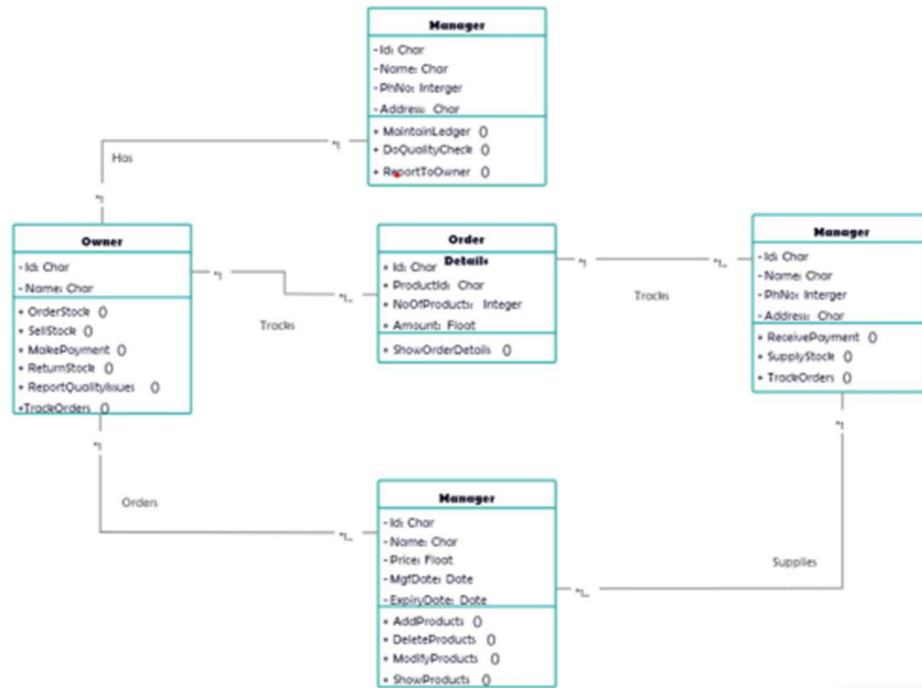 Manager
-Id: Char
-Name: Char
-PhNo: Interger
-Address: Char
+ MaintainLedger ()
+ DoQualityCheck ()
+ ReportToOwner ()
Has
*1
*1
Owner
-Id: Char
-Name: Char
+ OrderStock ()
+ SellStock ()
+ MakePayment ()
+ ReturnStock ()
+ ReportQualityIssues ()
+TrackOrders ()
*1
*1..
Tracks
Order
Details
+ Id: Char
+ ProductId: Char
+ NoOfProducts: Integer
+ Amount: Float
+ ShowOrderDetails ()
*1
*1..
Tracks
Manager
-Id: Char
-Name: Char
-PhNo: Interger
-Address: Char
+ ReceivePayment ()
+ SupplyStock ()
+ TrackOrders ()
*1
*1
Orders
*1..
Manager
-Id: Char
-Name: Char
-Price: Float
-MgfDate: Date
-ExpiryDate: Date
+ AddProducts ()
+ DeleteProducts ()
+ ModifyProducts ()
+ ShowProducts ()
*1..
Supplies